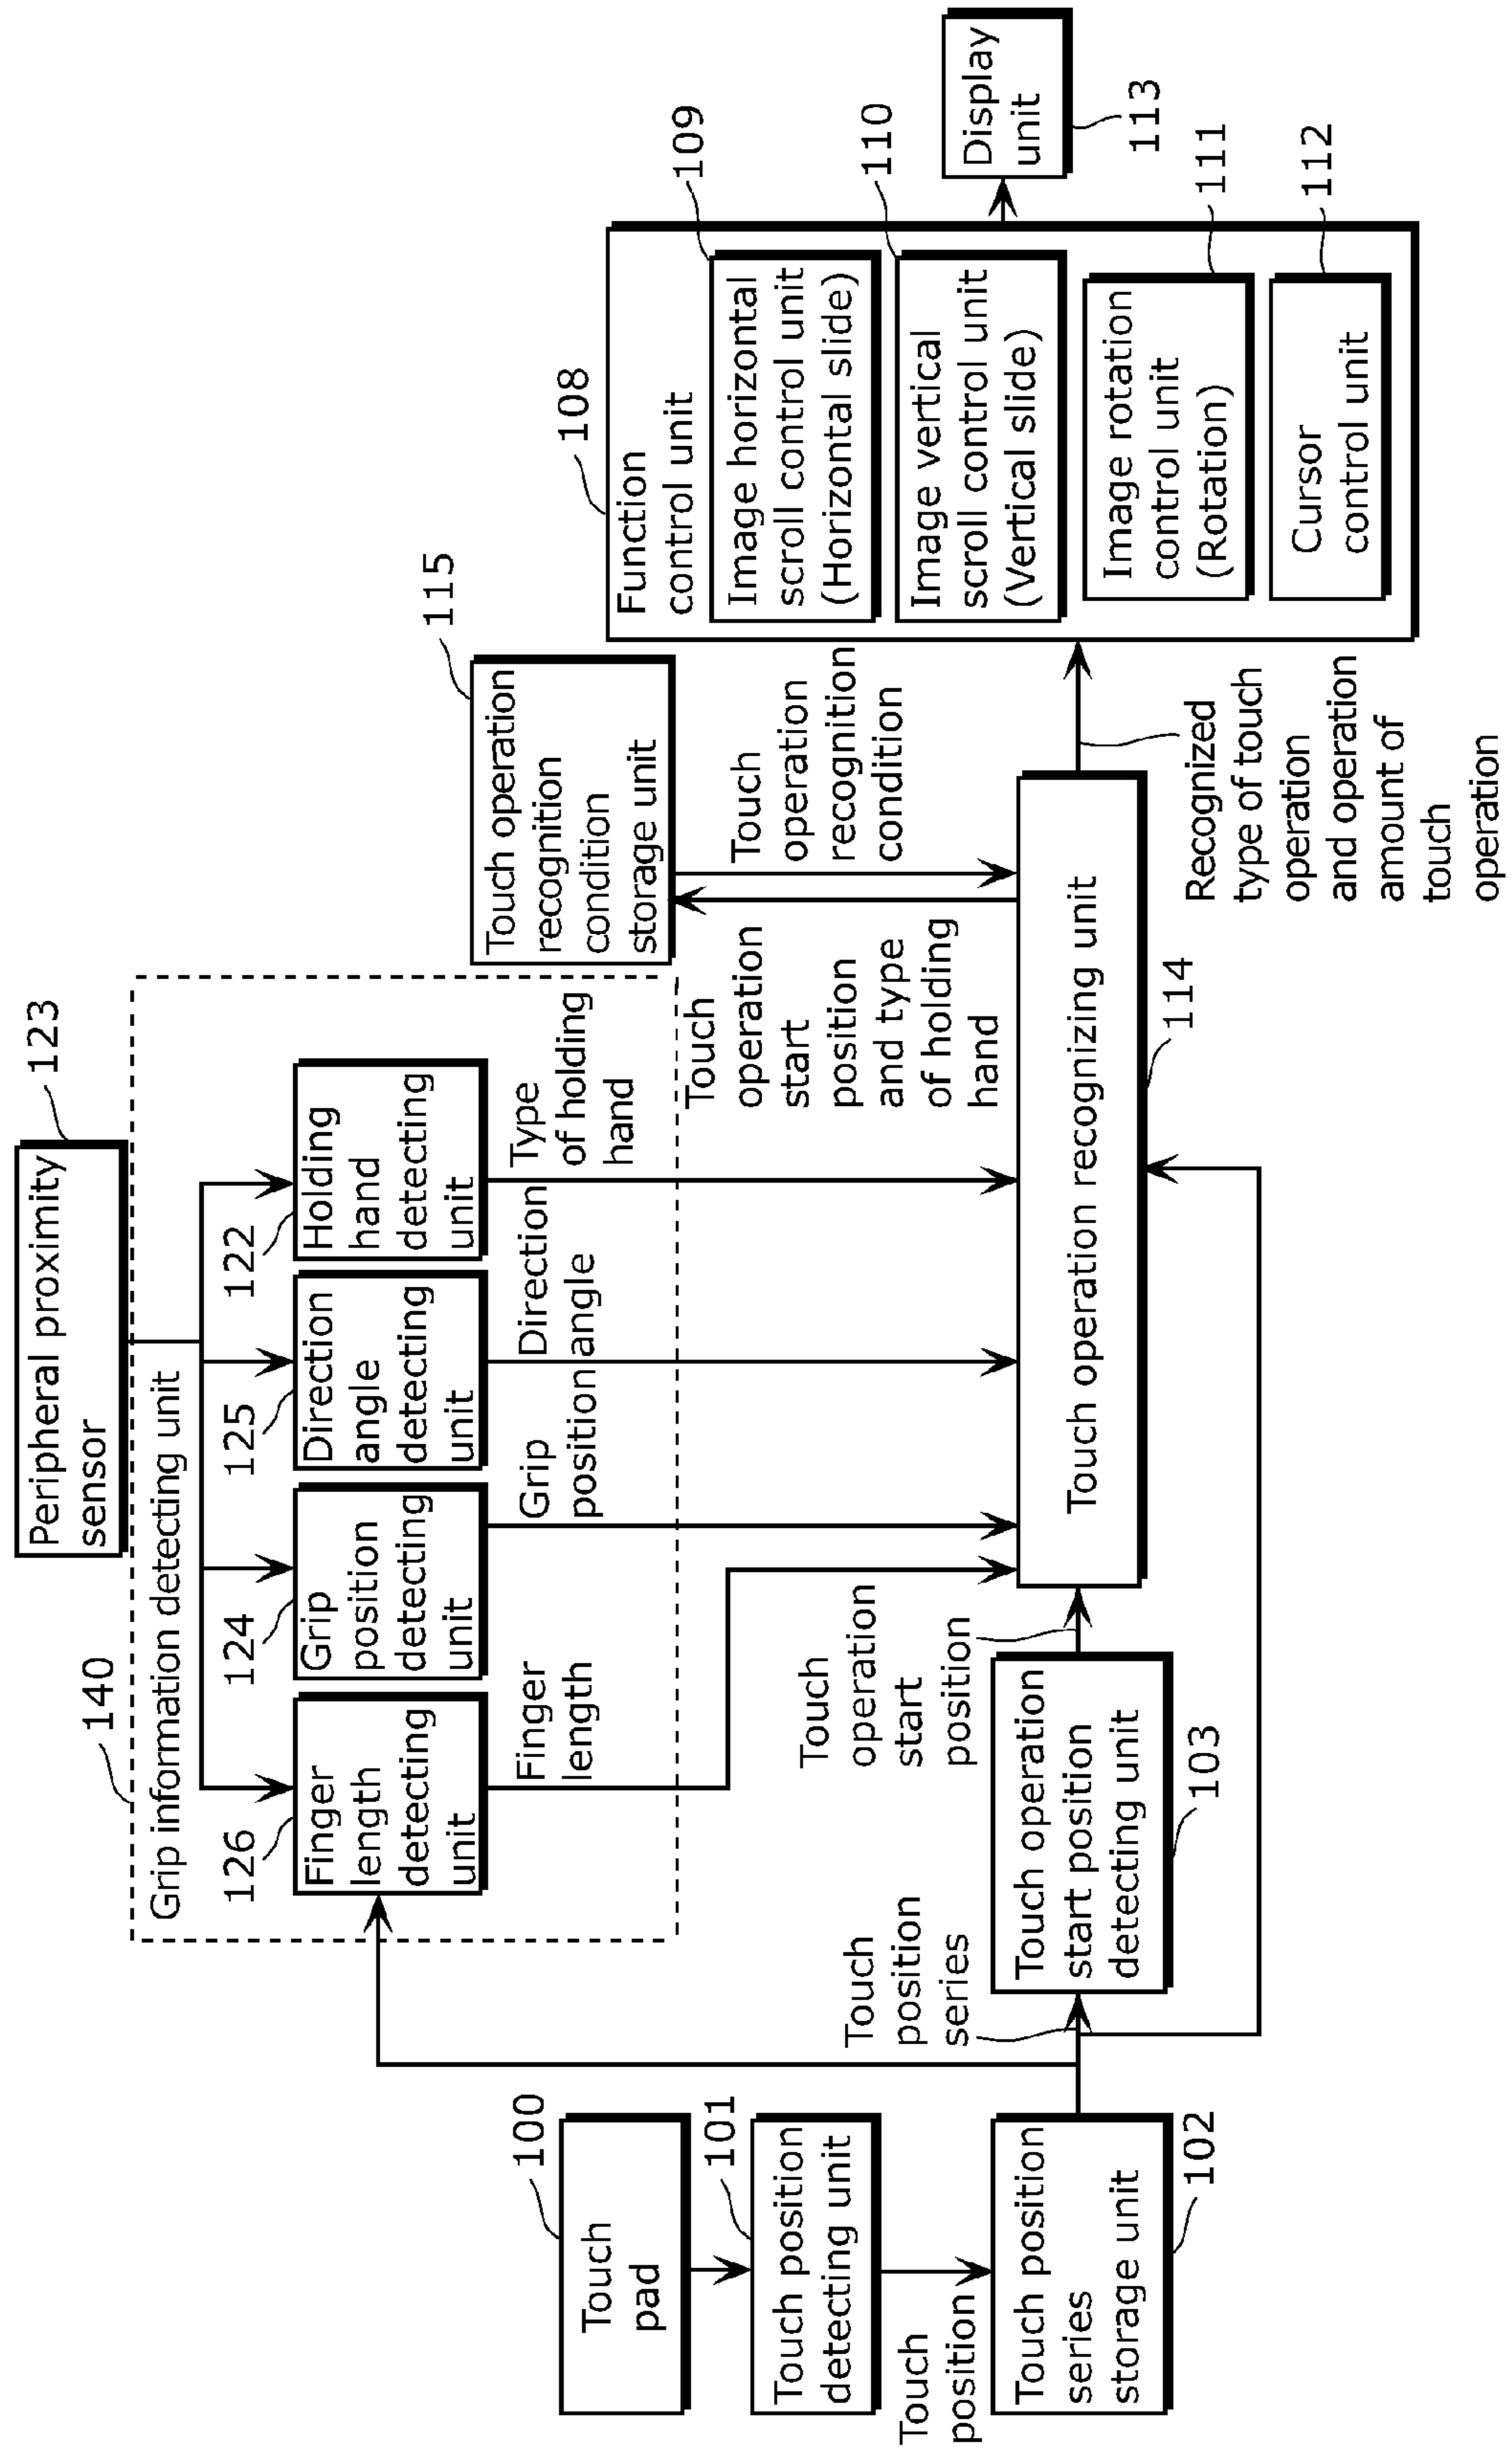 123
Peripheral proximity
sensor
140
Grip information detecting unit
126
Finger
length
detecting
unit
124
Grip
position
detecting
unit
125
Direction
angle
detecting
unit
122
Holding
hand
detecting
unit
Finger
length
Grip
position
Direction
angle
Type
of holding
hand
115
Touch operation
recognition
condition
storage unit
Touch
operation
start
position
and type
of holding
hand
Touch
operation
recognition
condition
100
Touch
pad
101
Touch position
detecting unit
Touch
position
Touch position
series
storage unit
102
Touch
position
series
Touch operation
start position
detecting unit
103
Touch
operation
start
position
Touch operation recognizing unit
114
Recognized
type of touch
operation
and operation
amount of
touch
operation
108
Function
control unit
109
Image horizontal
scroll control unit
(Horizontal slide)
110
Image vertical
scroll control unit
(Vertical slide)
111
Image rotation
control unit
(Rotation)
112
Cursor
control unit
Display
unit
113